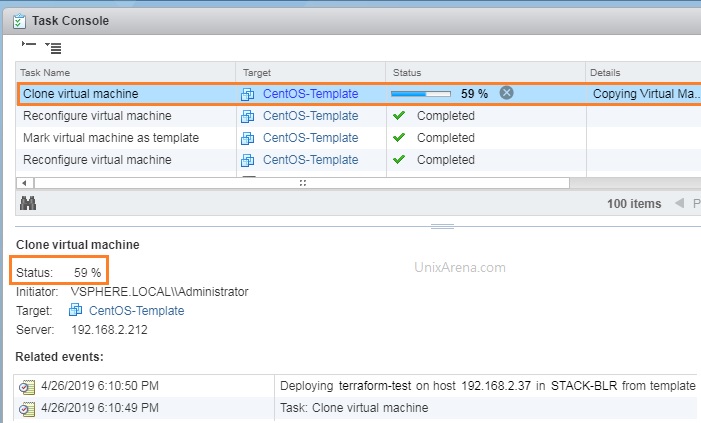 Task Console
Task Name Target Status Details
Clone virtual machine CentOS-Template 59 % Copying Virtual Ma...
Reconfigure virtual machine CentOS-Template Completed
Mark virtual machine as template CentOS-Template Completed
Reconfigure virtual machine CentOS-Template Completed
100 items P
Clone virtual machine
Status: 59 %
UnixArena.com
Initiator: \/SPHERE.LOCAL\\Administrator
Target: CentOS-Template
Server: 192.168.2.212
Related events:
4/26/2019 6:10:50 PM Deploying terraform-test on host 192.168.2.37 in STACK-BLR from template
4/26/2019 6:10:49 PM Task: Clone virtual machine